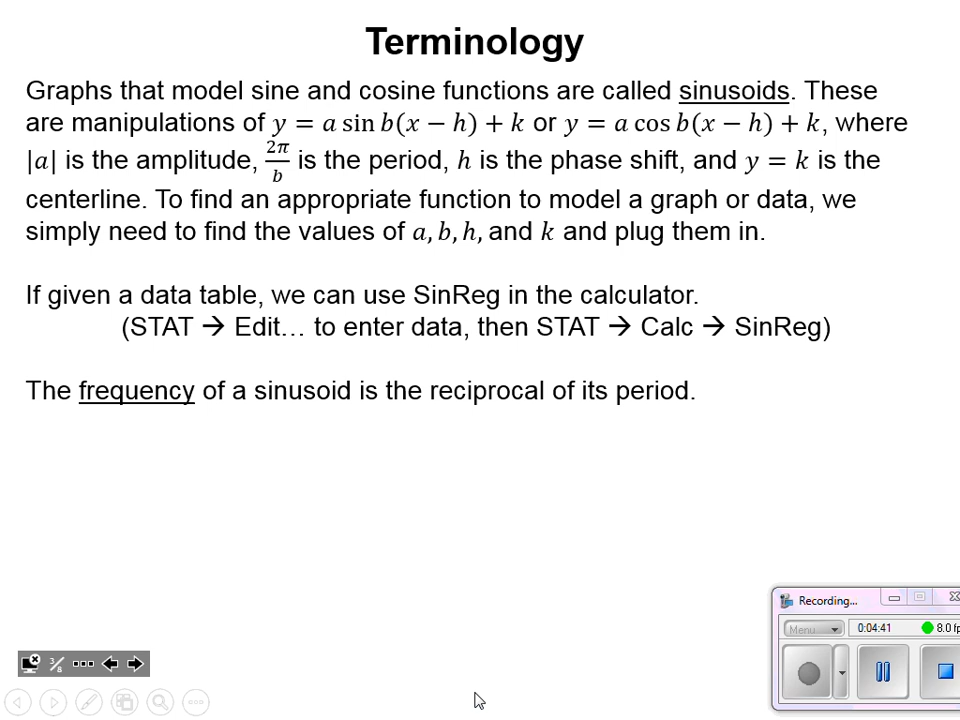 Terminology
Graphs that model sine and cosine functions are called sinusoids. These
are manipulations of y = a sin b(x − h) + k or y = a cos b(x − h) + k, where
|a| is the amplitude, 2π/b is the period, h is the phase shift, and y = k is the
centerline. To find an appropriate function to model a graph or data, we
simply need to find the values of a, b, h, and k and plug them in.
If given a data table, we can use SinReg in the calculator.
(STAT → Edit… to enter data, then STAT → Calc → SinReg)
The frequency of a sinusoid is the reciprocal of its period.
Recording...
Menu 0:04:41 8.0 fp
3/8